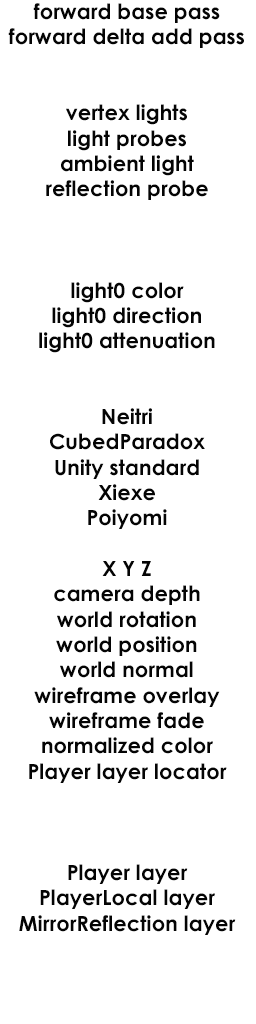 forward base pass
forward delta add pass
vertex lights
light probes
ambient light
reflection probe
light0 color
light0 direction
light0 attenuation
Neitri
CubedParadox
Unity standard
Xiexe
Poiyomi
X Y Z
camera depth
world rotation
world position
world normal
wireframe overlay
wireframe fade
normalized color
Player layer locator
Player layer
PlayerLocal layer
MirrorReflection layer